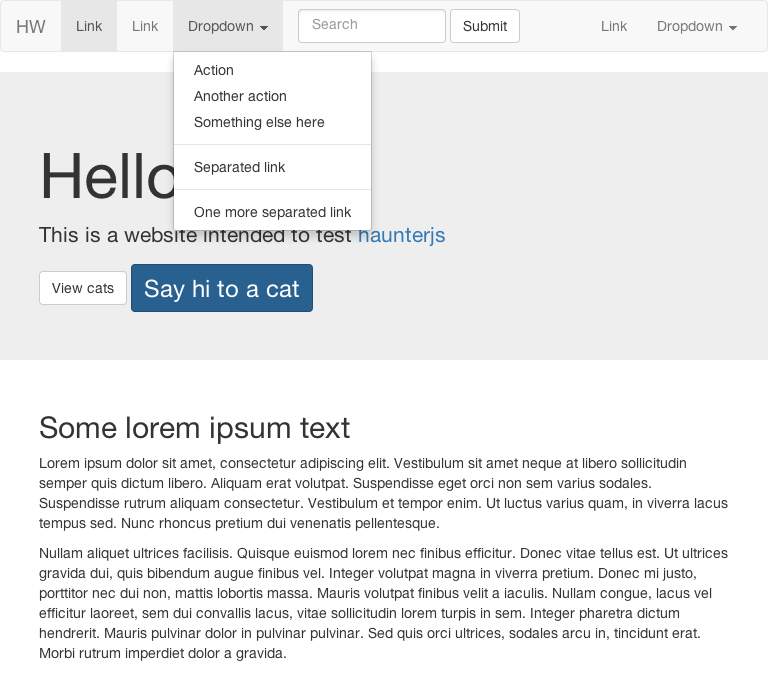 HW Link Link Dropdown Search Submit Link Dropdown
Action
Another action
Something else here
Separated link
One more separated link
Hello
This is a website intended to test haunterjs
View cats Say hi to a cat
Some lorem ipsum text
Lorem ipsum dolor sit amet, consectetur adipiscing elit. Vestibulum sit amet neque at libero sollicitudin
semper quis dictum libero. Aliquam erat volutpat. Suspendisse eget orci non sem varius sodales.
Suspendisse rutrum aliquam consectetur. Vestibulum et tempor enim. Ut luctus varius quam, in viverra lacus
tempus sed. Nunc rhoncus pretium dui venenatis pellentesque.
Nullam aliquet ultrices facilisis. Quisque euismod lorem nec finibus efficitur. Donec vitae tellus est. Ut ultrices
gravida dui, quis bibendum augue finibus vel. Integer volutpat magna in viverra pretium. Donec mi justo,
porttitor nec dui non, mattis lobortis massa. Mauris volutpat finibus velit a iaculis. Nullam congue, lacus vel
efficitur laoreet, sem dui convallis lacus, vitae sollicitudin lorem turpis in sem. Integer pharetra dictum
hendrerit. Mauris pulvinar dolor in pulvinar pulvinar. Sed quis orci ultrices, sodales arcu in, tincidunt erat.
Morbi rutrum imperdiet dolor a gravida.